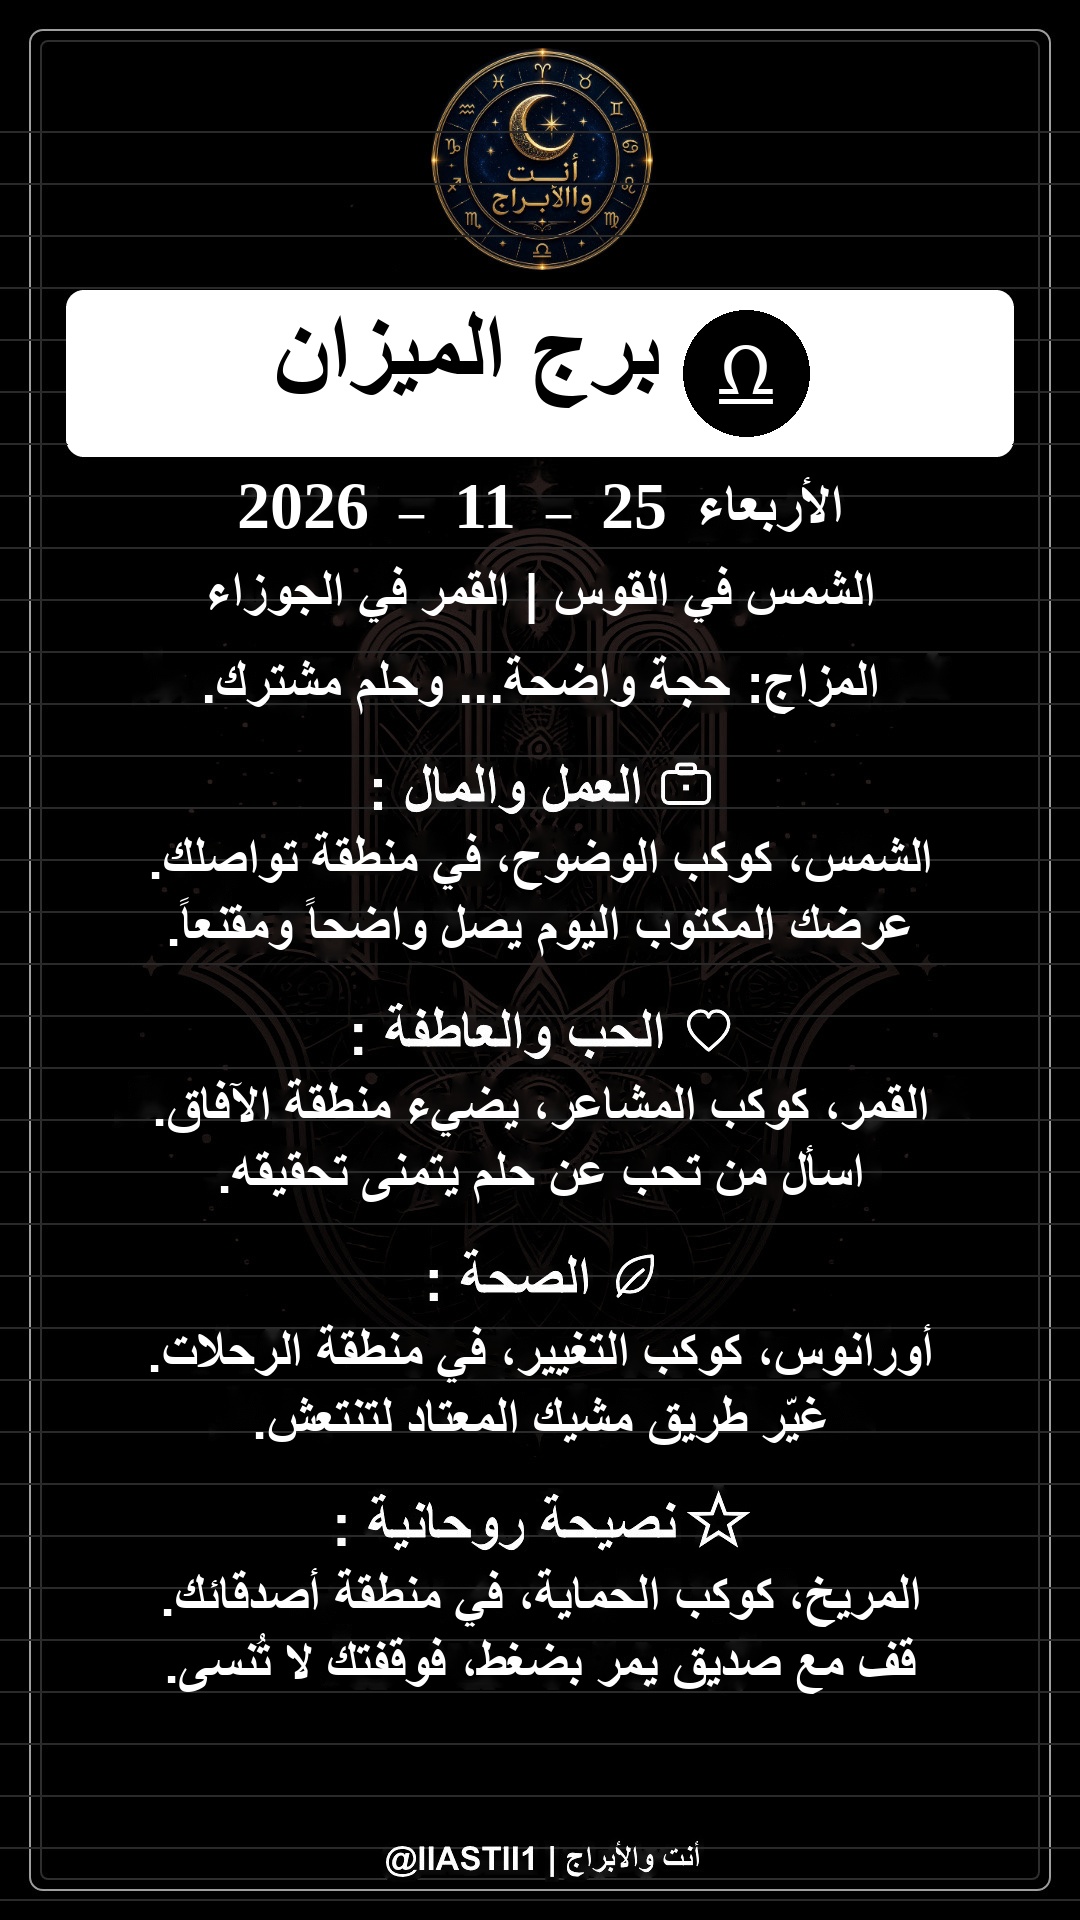 أنت
واالأبراج
برج الميزان
الأربعاء 25 – 11 – 2026
الشمس في القوس | القمر في الجوزاء
المزاج: حجة واضحة... وحلم مشترك.
العمل والمال :
الشمس، كوكب الوضوح، في منطقة تواصلك.
عرضك المكتوب اليوم يصل واضحاً ومقنعاً.
الحب والعاطفة :
القمر، كوكب المشاعر، يضيء منطقة الآفاق.
اسأل من تحب عن حلم يتمنى تحقيقه.
الصحة :
أورانوس، كوكب التغيير، في منطقة الرحلات.
غيّر طريق مشيك المعتاد لتنتعش.
نصيحة روحانية :
المريخ، كوكب الحماية، في منطقة أصدقائك.
قف مع صديق يمر بضغط، فوقفتك لا تُنسى.
أنت والأبراج | @IIASTII1